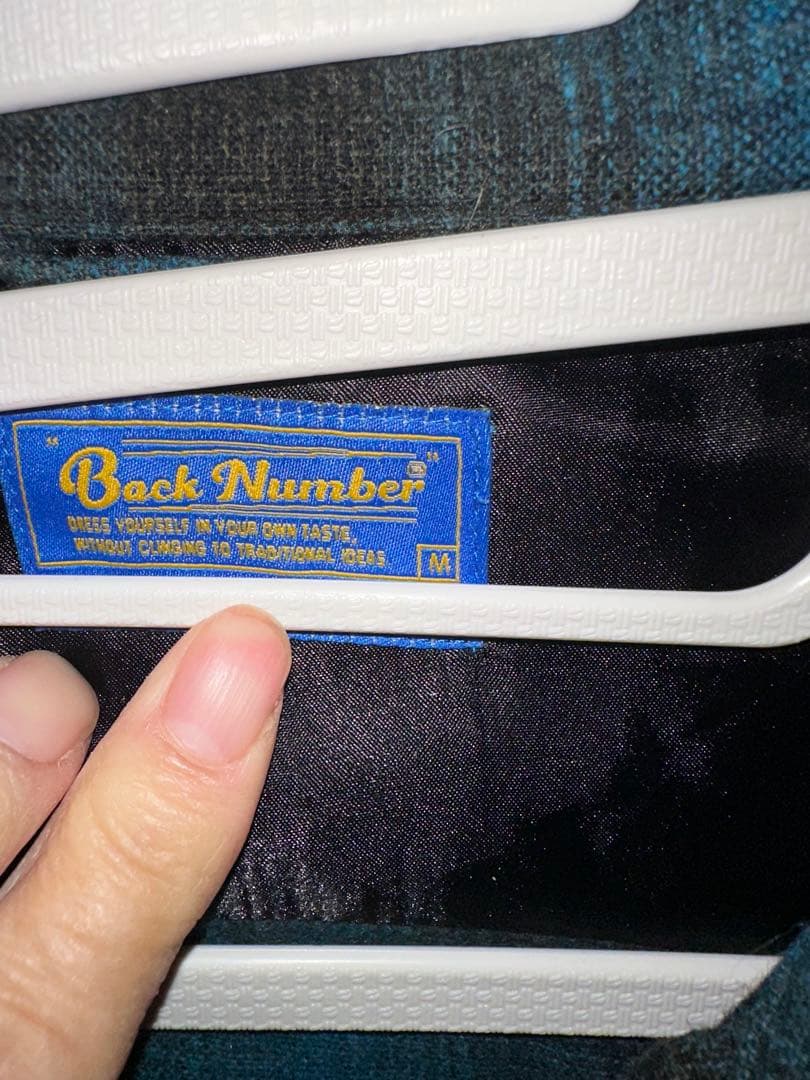 "Back Number"
DRESS YOURSELF IN YOUR OWN TASTE,
WITHOUT CLINGING TO TRADITIONAL IDEAS.
M